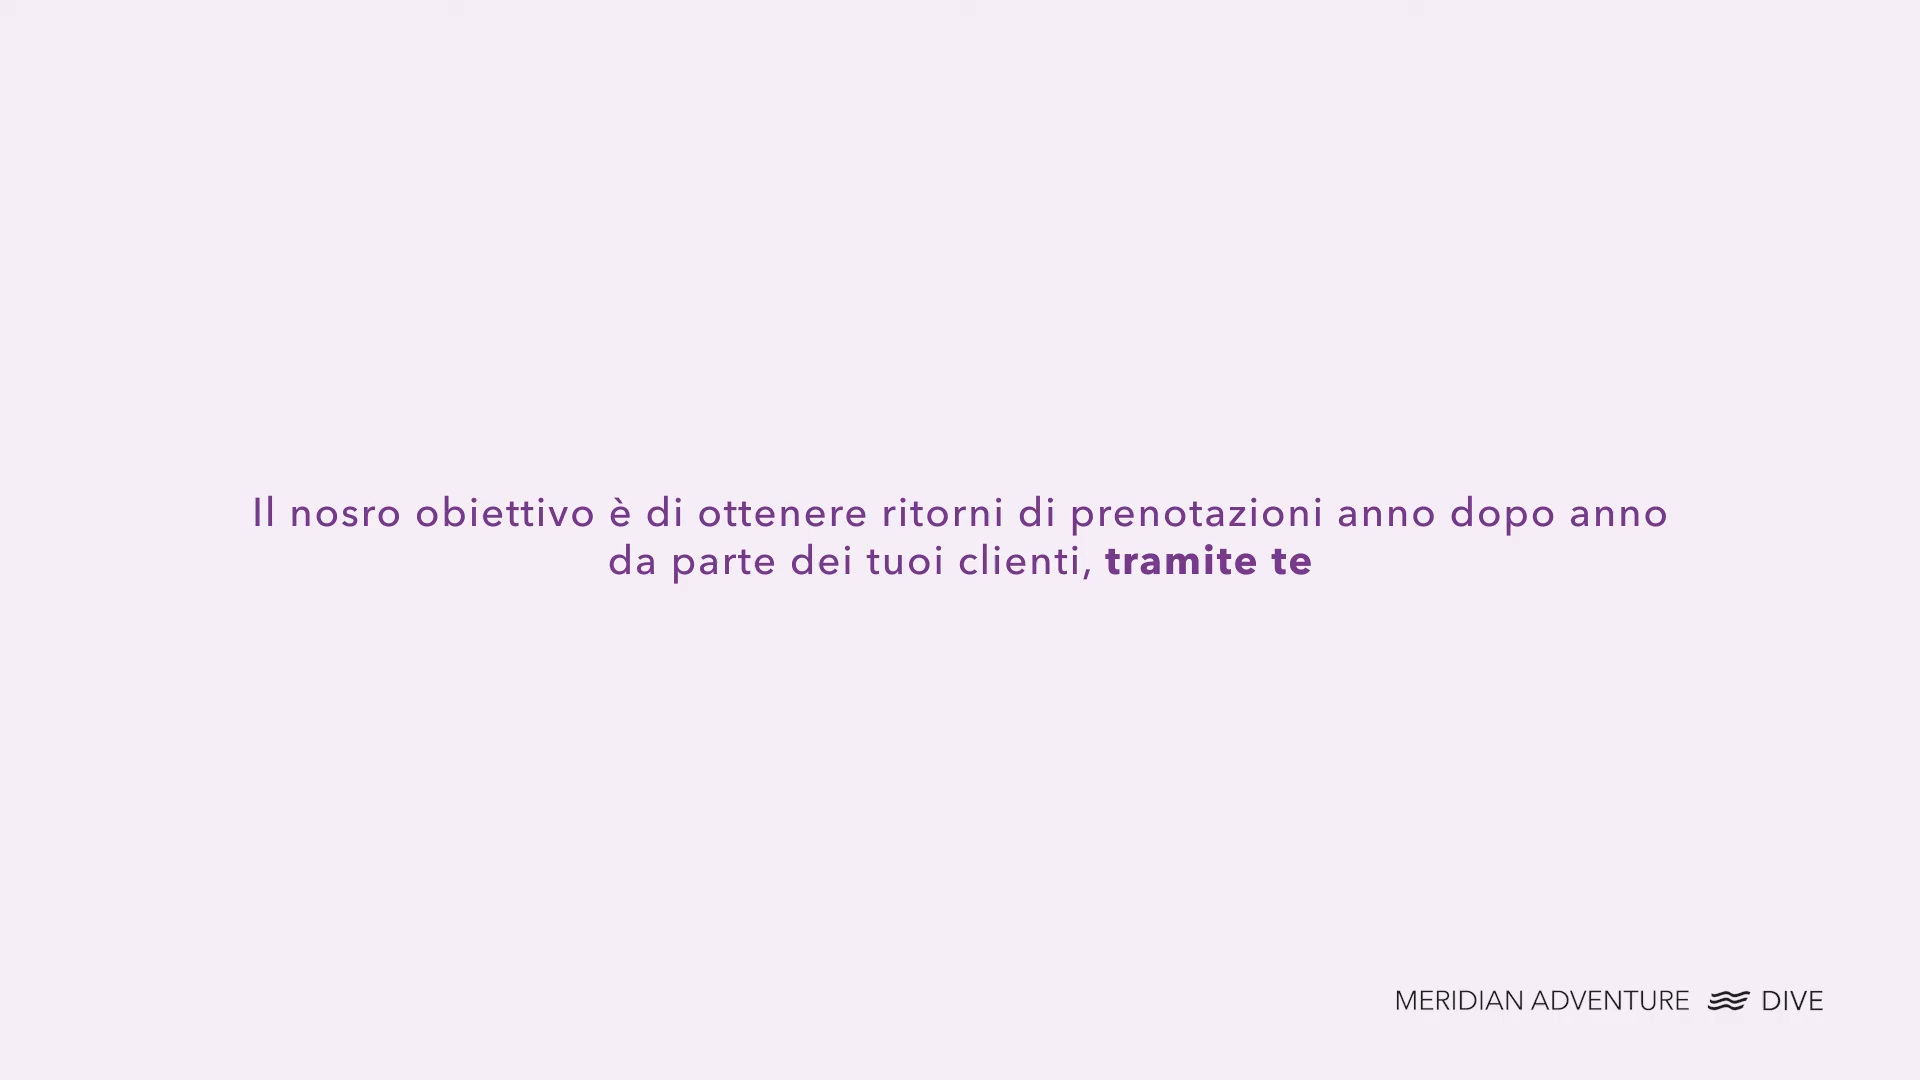 Il nosro obiettivo è di ottenere ritorni di prenotazioni anno dopo anno
da parte dei tuoi clienti, tramite te
MERIDIAN ADVENTURE DIVE